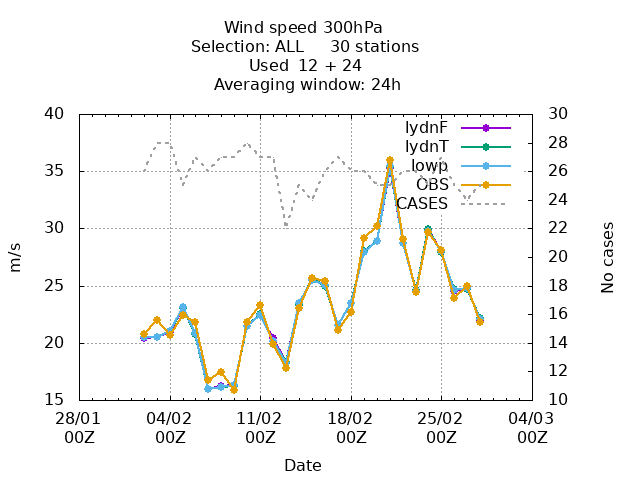 Wind speed 300hPa
Selection: ALL     30 stations
Used  12 + 24
Averaging window: 24h
40 30
lydnF 28
lydnT
35 lowp 26
OBS 24
CASES
30 22
m/s 25 20 No cases
18
16
20 14
12
15 10
28/01 04/02 11/02 18/02 25/02 04/03
00Z 00Z 00Z 00Z 00Z 00Z
Date